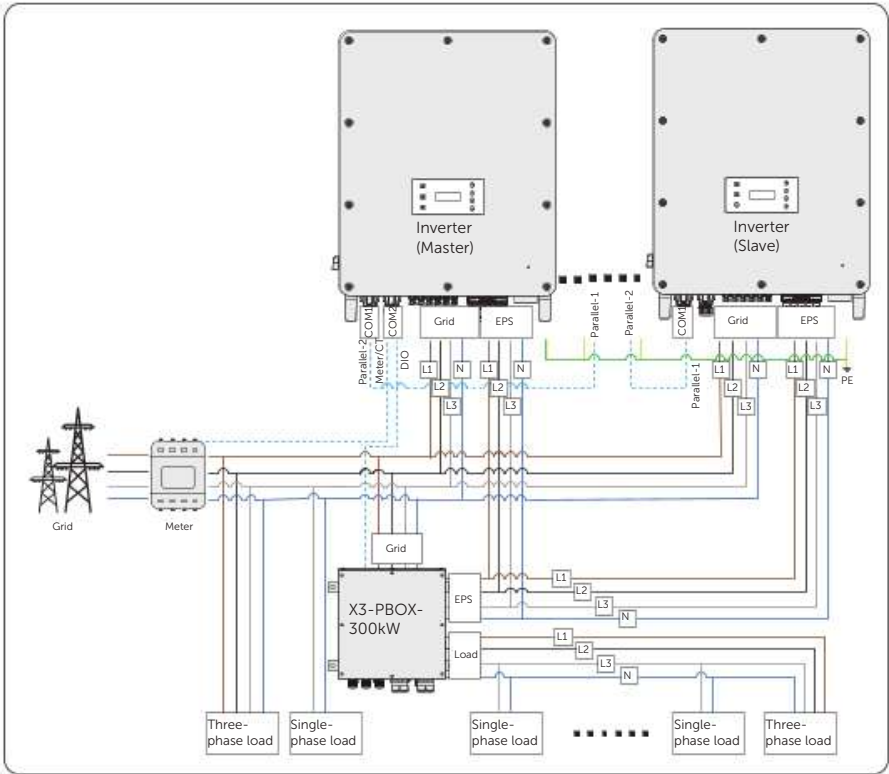 Inverter
(Master)
Inverter
(Slave)
COM1
COM2
Grid
EPS
Parallel-1
Parallel-2
COM1
Grid
EPS
Parallel-2
Meter/CT
DIO
Parallel-1
L1
L2
L3
N
L1
L2
L3
N
L1
L2
L3
N
L1
L2
L3
N
PE
Grid
Meter
Grid
X3-PBOX-
300kW
EPS
L1
L2
L3
N
Load
L1
L2
L3
N
Three-
phase load
Single-
phase load
Single-
phase load
Single-
phase load
Three-
phase load